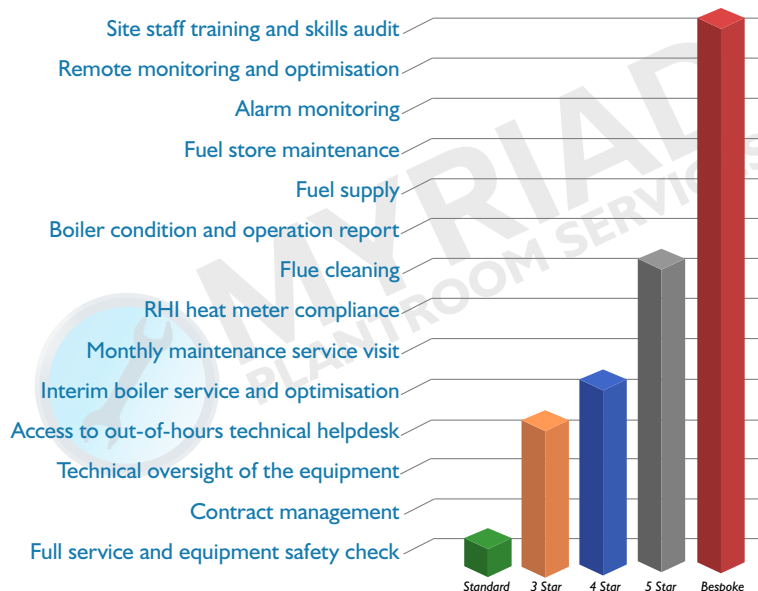 Site staff training and skills audit
Remote monitoring and optimisation
Alarm monitoring
Fuel store maintenance
Fuel supply
Boiler condition and operation report
Flue cleaning
RHI heat meter compliance
Monthly maintenance service visit
Interim boiler service and optimisation
Access to out-of-hours technical helpdesk
Technical oversight of the equipment
Contract management
Full service and equipment safety check
MYRIAD
PLANTROOM SERVICES
Standard 3 Star 4 Star 5 Star Bespoke